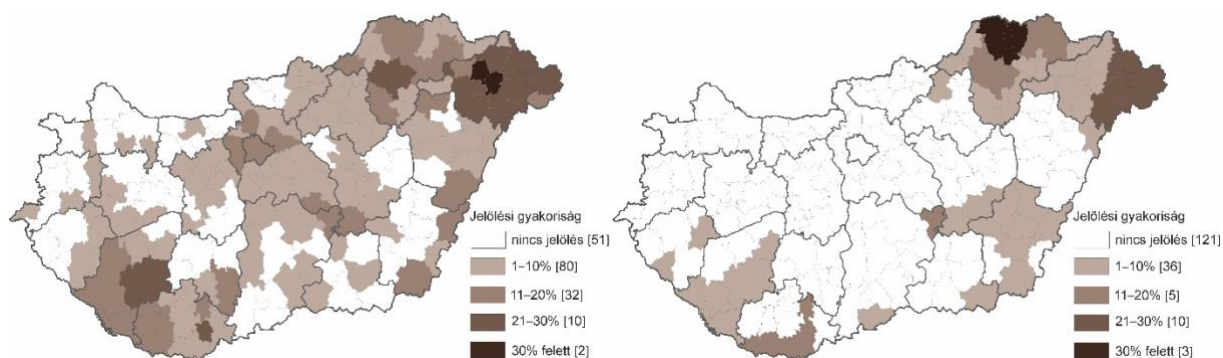 Jelölési gyakoriság
nincs jelölés [51]
1–10% [80]
11–20% [32]
21–30% [10]
30% felett [2]
Jelölési gyakoriság
nincs jelölés [121]
1–10% [36]
11–20% [5]
21–30% [10]
30% felett [3]